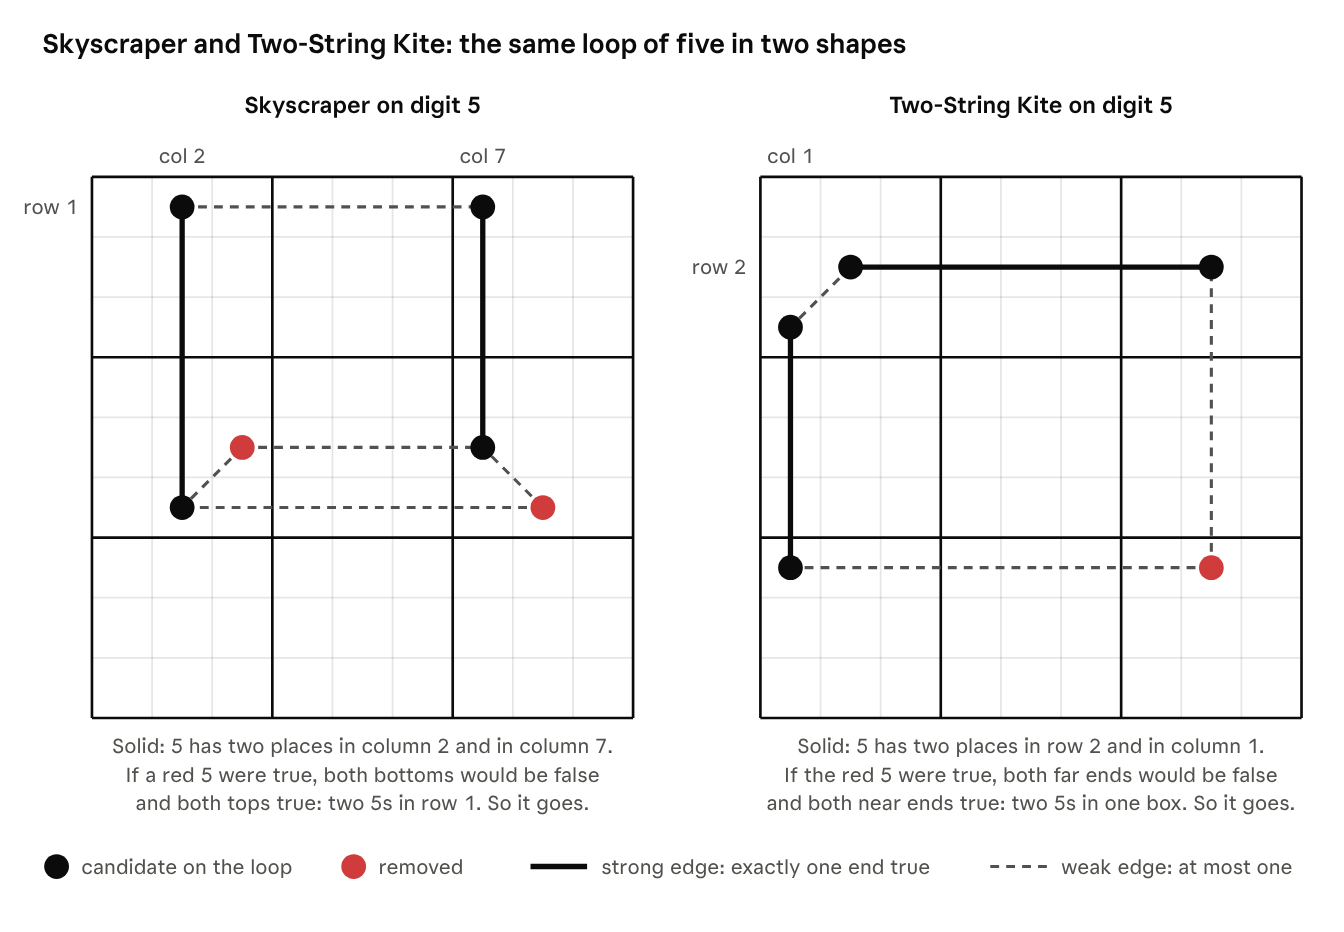 Skyscraper and Two-String Kite: the same loop of five in two shapes
Skyscraper on digit 5
col 2
col 7
row 1
Solid: 5 has two places in column 2 and in column 7.
If a red 5 were true, both bottoms would be false
and both tops true: two 5s in row 1. So it goes.
Two-String Kite on digit 5
col 1
row 2
Solid: 5 has two places in row 2 and in column 1.
If the red 5 were true, both far ends would be false
and both near ends true: two 5s in one box. So it goes.
candidate on the loop
removed
strong edge: exactly one end true
weak edge: at most one